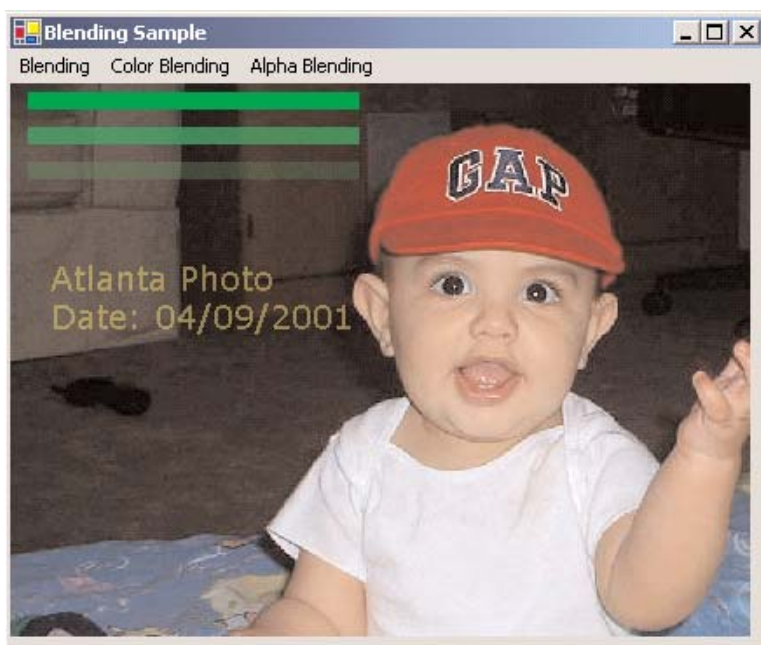 Blending Sample
Blending Color Blending Alpha Blending
GAP
Atlanta Photo
Date: 04/09/2001